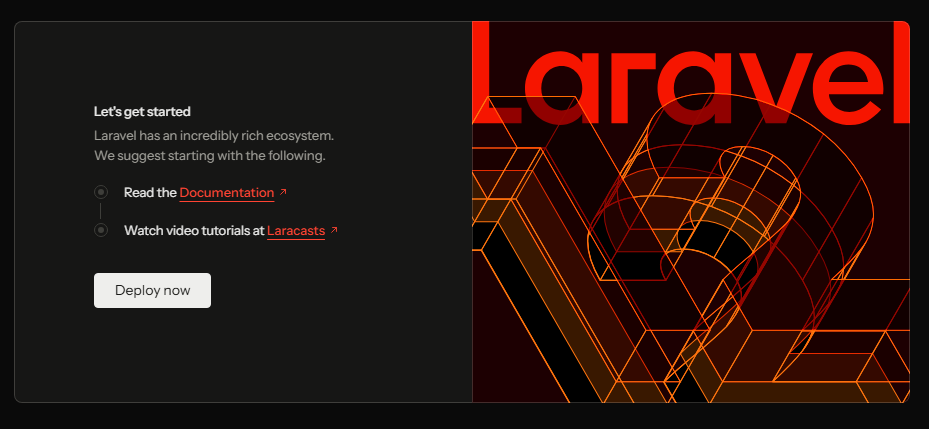 Let's get started
Laravel has an incredibly rich ecosystem.
We suggest starting with the following.
Read the Documentation
Watch video tutorials at Laracasts
Deploy now
Laravel
12